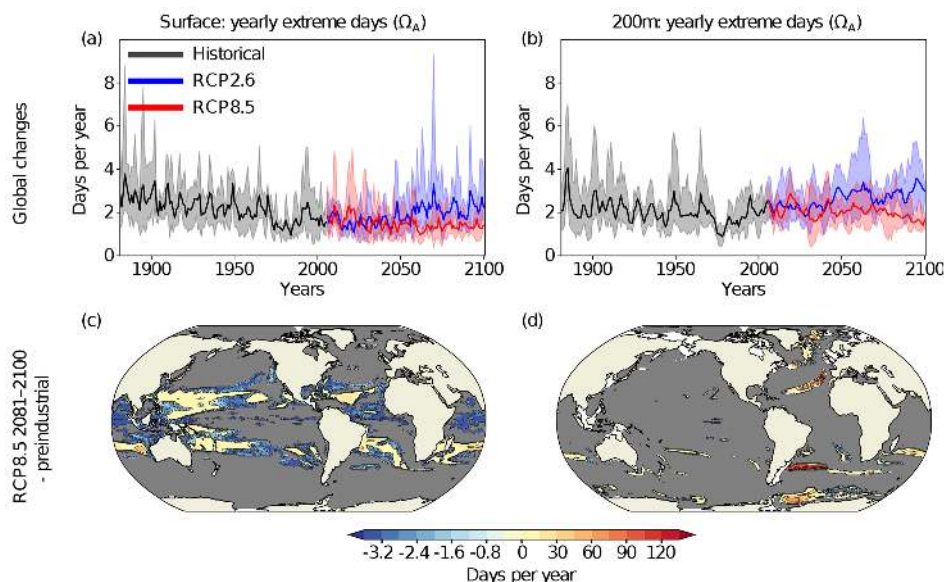 Surface: yearly extreme days (Ω_A)
200m: yearly extreme days (Ω_A)
(a)
(b)
Historical
RCP2.6
RCP8.5
Global changes
Days per year
8
6
4
2
0
1900 1950 2000 2050 2100
Years
Days per year
8
6
4
2
0
1900 1950 2000 2050 2100
Years
(c)
(d)
RCP8.5 2081–2100
- preindustrial
-3.2 -2.4 -1.6 -0.8 0 30 60 90 120
Days per year